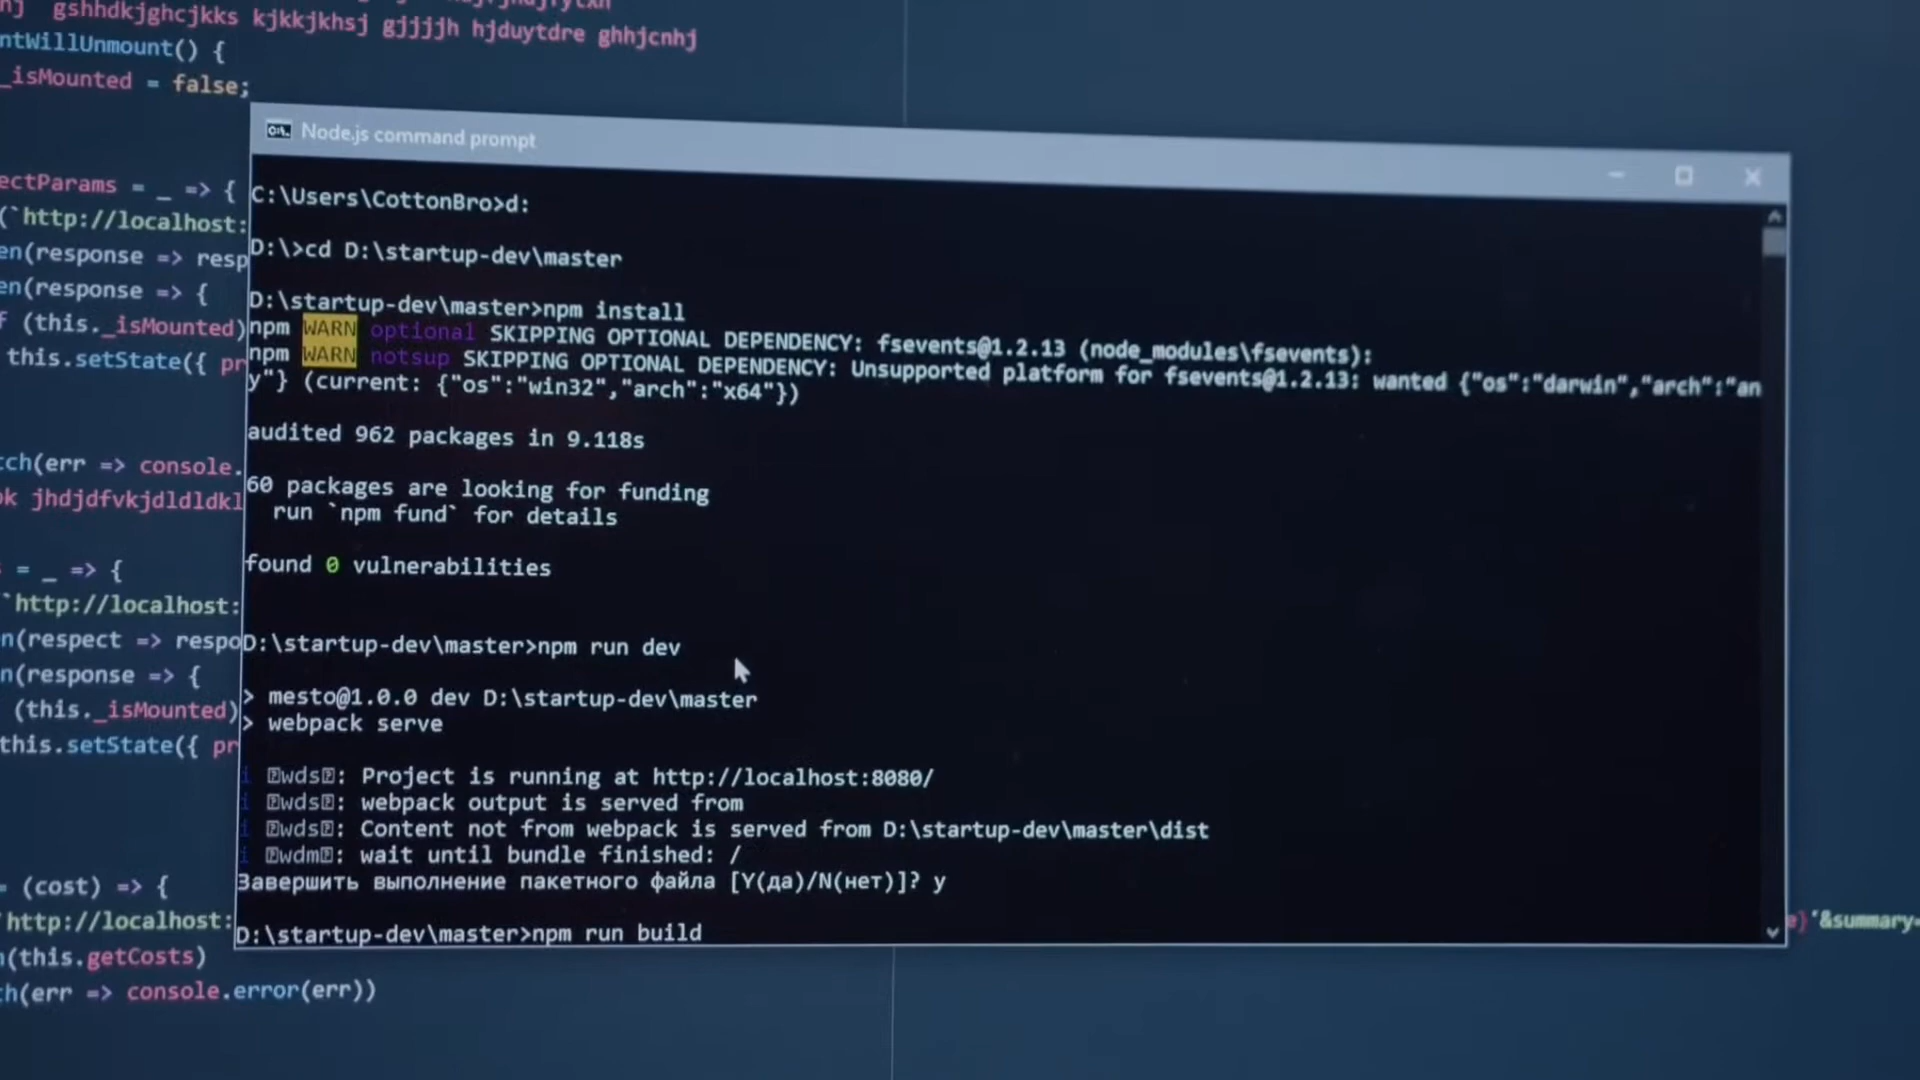 gshhdkjghcjkks kjkkjkhsj gjjjjh hjduytdre ghhjcnhj
ntWillUnmount() {
_isMounted = false;
Node.js command prompt
ectParams = _ => {
(`http://localhost:
en(response => resp
en(response => {
f (this._isMounted)
this.setState({ pr
tch(err => console.
ok jhdjdfvkjdldldkl
= _ => {
`http://localhost:
n(respect => respo
n(response => {
(this._isMounted)
this.setState({ pr
= (cost) => {
`http://localhost:
n(this.getCosts)
ch(err => console.error(err))
C:\Users\CottonBro>d:
D:\>cd D:\startup-dev\master
D:\startup-dev\master>npm install
npm WARN optional SKIPPING OPTIONAL DEPENDENCY: fsevents@1.2.13 (node_modules\fsevents):
npm WARN notsup SKIPPING OPTIONAL DEPENDENCY: Unsupported platform for fsevents@1.2.13: wanted {"os":"darwin","arch":"an
y"} (current: {"os":"win32","arch":"x64"})
audited 962 packages in 9.118s
60 packages are looking for funding
run `npm fund` for details
found 0 vulnerabilities
D:\startup-dev\master>npm run dev
> mesto@1.0.0 dev D:\startup-dev\master
> webpack serve
i ｢wds｣: Project is running at http://localhost:8080/
i ｢wds｣: webpack output is served from
i ｢wds｣: Content not from webpack is served from D:\startup-dev\master\dist
i ｢wdm｣: wait until bundle finished: /
Завершить выполнение пакетного файла [Y(да)/N(нет)]? y
D:\startup-dev\master>npm run build
}`&summary=